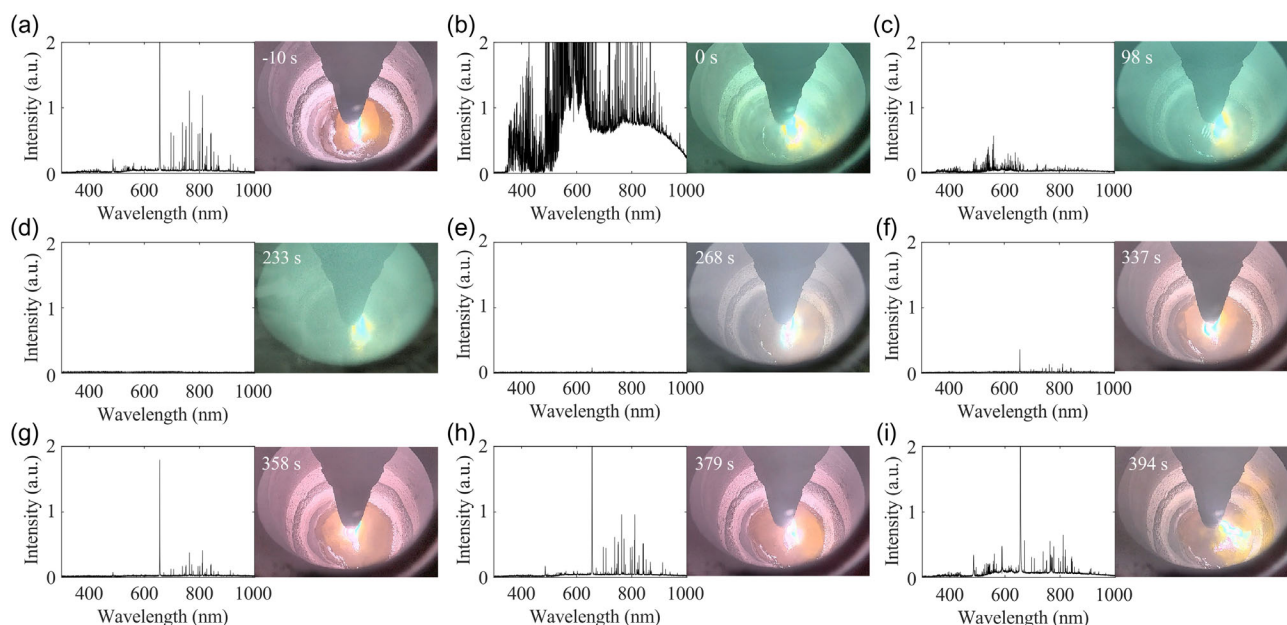 (a)
2
1
0
Intensity (a.u.)
400 600 800 1000
Wavelength (nm)
-10 s
(b)
2
1
0
Intensity (a.u.)
400 600 800 1000
Wavelength (nm)
0 s
(c)
2
1
0
Intensity (a.u.)
400 600 800 1000
Wavelength (nm)
98 s
(d)
2
1
0
Intensity (a.u.)
400 600 800 1000
Wavelength (nm)
233 s
(e)
2
1
0
Intensity (a.u.)
400 600 800 1000
Wavelength (nm)
268 s
(f)
2
1
0
Intensity (a.u.)
400 600 800 1000
Wavelength (nm)
337 s
(g)
2
1
0
Intensity (a.u.)
400 600 800 1000
Wavelength (nm)
358 s
(h)
2
1
0
Intensity (a.u.)
400 600 800 1000
Wavelength (nm)
379 s
(i)
2
1
0
Intensity (a.u.)
400 600 800 1000
Wavelength (nm)
394 s